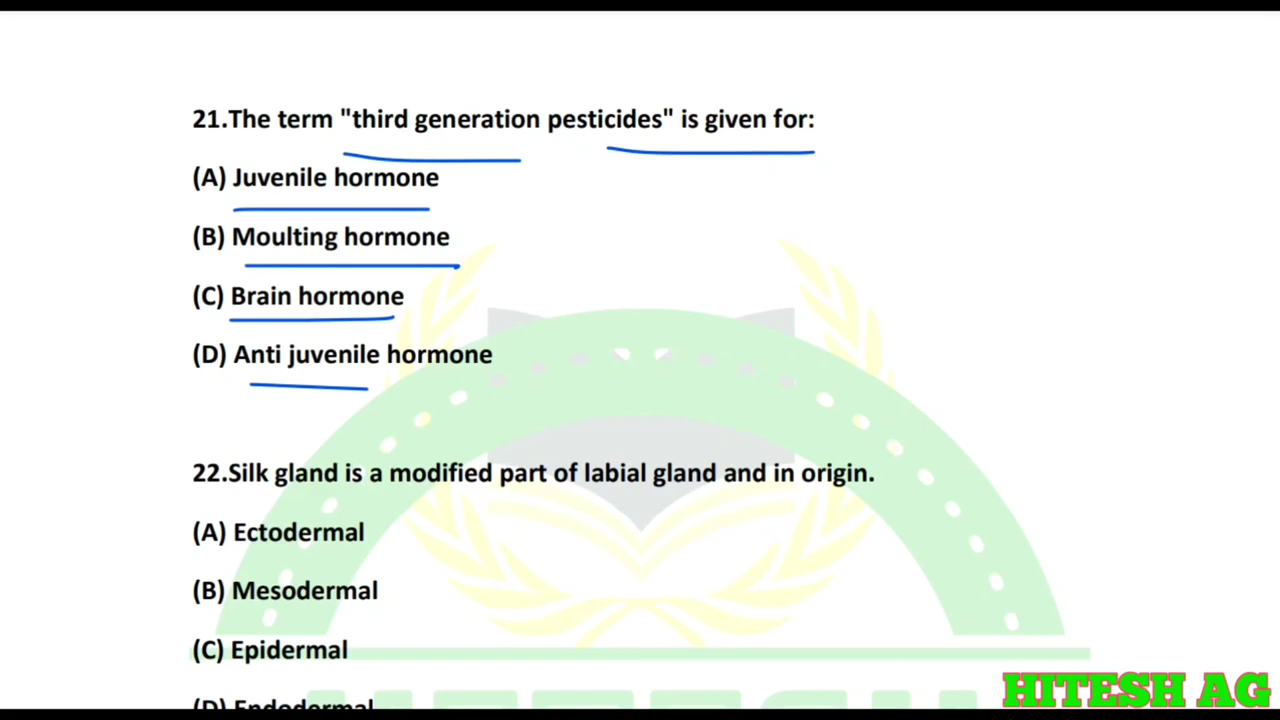 21.The term "third generation pesticides" is given for:
(A) Juvenile hormone
(B) Moulting hormone
(C) Brain hormone
(D) Anti juvenile hormone
22.Silk gland is a modified part of labial gland and in origin.
(A) Ectodermal
(B) Mesodermal
(C) Epidermal
(D) Endodermal
HITESH AG